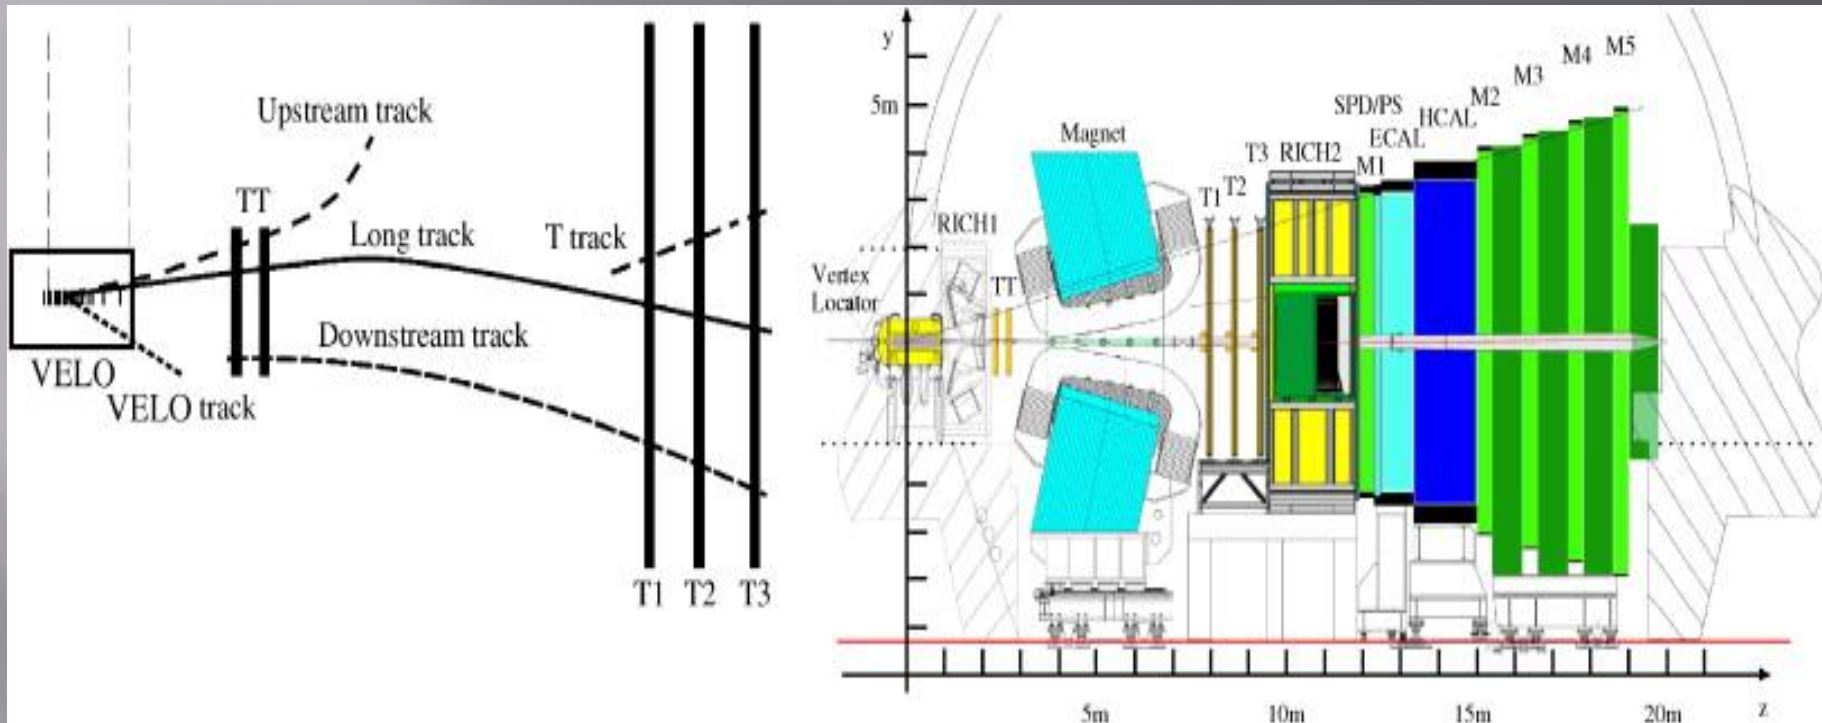 Upstream track
TT
Long track
T track
Downstream track
VELO
VELO track
T1 T2 T3
y
5m
Magnet
RICH1
Vertex
Locator
TT
T1
T2
T3
RICH2
SPD/PS
M1
ECAL
HCAL
M2
M3
M4
M5
5m 10m 15m 20m
z